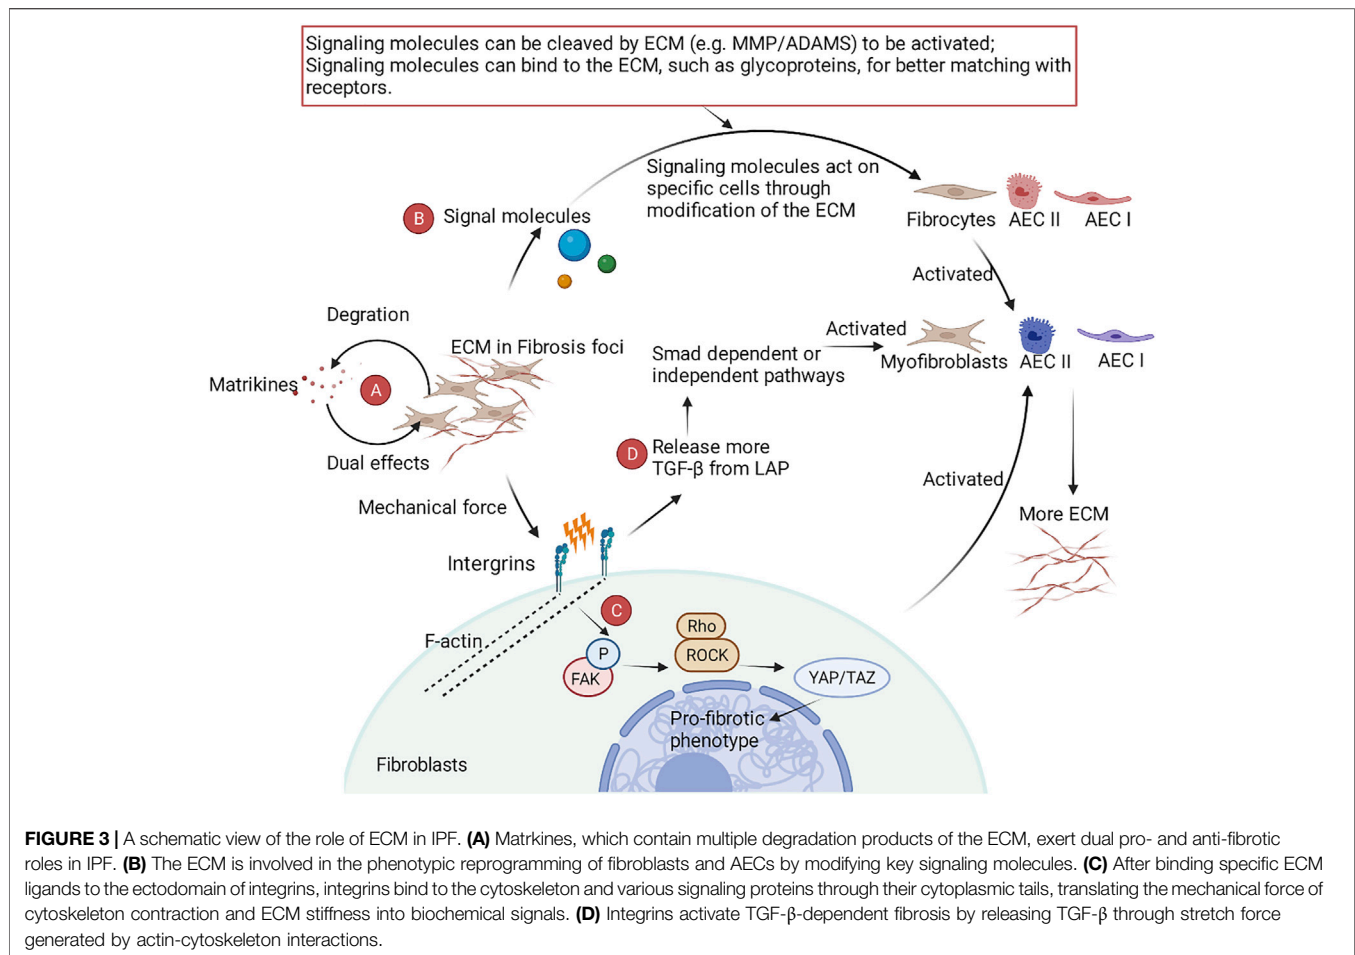 Signaling molecules can be cleaved by ECM (e.g. MMP/ADAMS) to be activated;
Signaling molecules can bind to the ECM, such as glycoproteins, for better matching with
receptors.
Signaling molecules act on
specific cells through
modification of the ECM
B
Signal molecules
Fibrocytes
AEC II
AEC I
Activated
Degration
ECM in Fibrosis foci
Matrikines
A
Dual effects
Smad dependent or
independent pathways
Activated
Myofibroblasts
AEC II
AEC I
D
Release more
TGF-β from LAP
Mechanical force
Activated
More ECM
Intergrins
C
F-actin
P
FAK
Rho
ROCK
YAP/TAZ
Pro-fibrotic
phenotype
Fibroblasts
FIGURE 3 | A schematic view of the role of ECM in IPF. (A) Matrkines, which contain multiple degradation products of the ECM, exert dual pro- and anti-fibrotic
roles in IPF. (B) The ECM is involved in the phenotypic reprogramming of fibroblasts and AECs by modifying key signaling molecules. (C) After binding specific ECM
ligands to the ectodomain of integrins, integrins bind to the cytoskeleton and various signaling proteins through their cytoplasmic tails, translating the mechanical force of
cytoskeleton contraction and ECM stiffness into biochemical signals. (D) Integrins activate TGF-β-dependent fibrosis by releasing TGF-β through stretch force
generated by actin-cytoskeleton interactions.